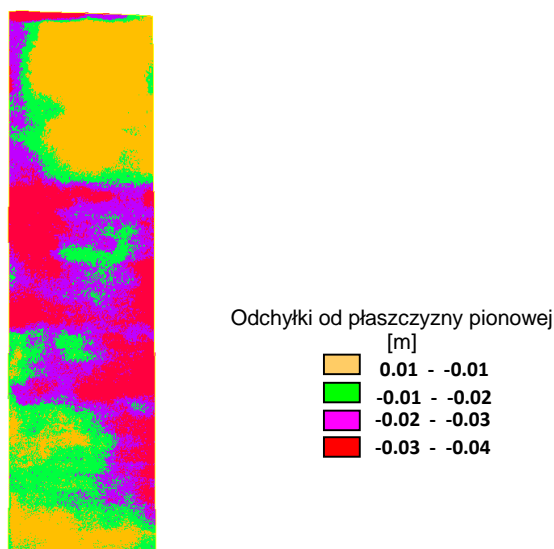 Odchyłki od płaszczyzny pionowej
[m]
0.01 - -0.01
-0.01 - -0.02
-0.02 - -0.03
-0.03 - -0.04